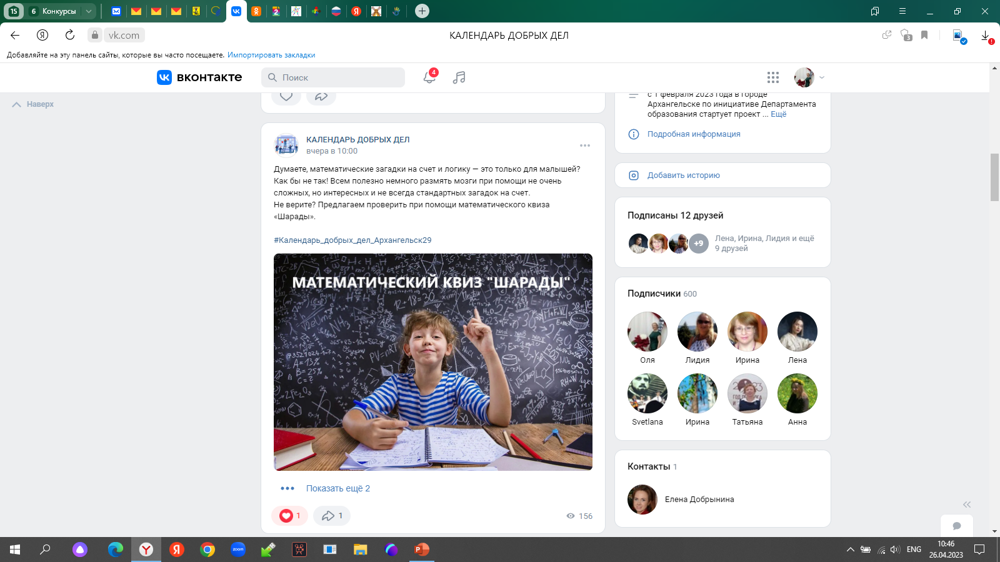 15
6 Конкурсы
vk.com
КАЛЕНДАРЬ ДОБРЫХ ДЕЛ
3
Добавляйте на эту панель сайты, которые вы часто посещаете. Импортировать закладки
вконтакте
Поиск
4
Наверх
с 1 февраля 2023 года в городе
Архангельске по инициативе Департамента
образования стартует проект ... Ещё
Подробная информация
КАЛЕНДАРЬ ДОБРЫХ ДЕЛ
вчера в 10:00
Думаете, математические загадки на счет и логику — это только для малышей?
Как бы не так! Всем полезно немного размять мозги при помощи не очень
сложных, но интересных и не всегда стандартных загадок на счет.
Не верите? Предлагаем проверить при помощи математического квиза
«Шарады».
#Календарь_добрых_дел_Архангельск29
МАТЕМАТИЧЕСКИЙ КВИЗ "ШАРАДЫ"
Показать ещё 2
1
1
156
Добавить историю
Подписаны 12 друзей
+9
Лена, Ирина, Лидия и ещё
9 друзей
Подписчики 600
Оля
Лидия
Ирина
Лена
Svetlana
Ирина
Татьяна
Анна
Контакты 1
Елена Добрынина
zoom
ENG
10:46
26.04.2023